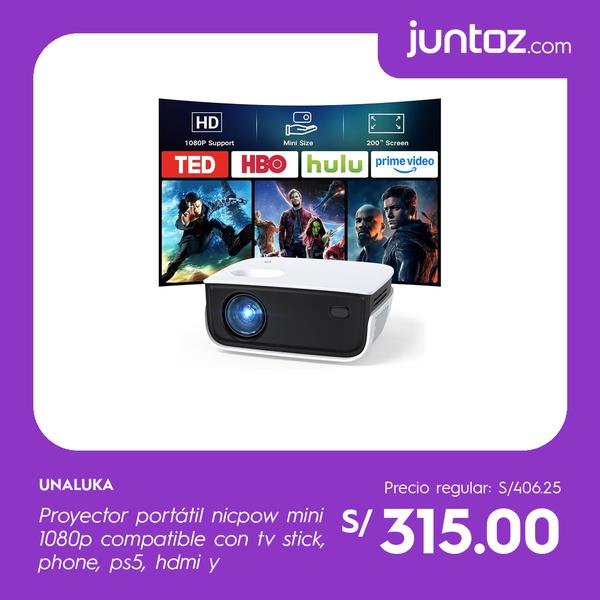 juntoz.com
HD
1080P Support
Mini Size
200" Screen
TED
HBO
hulu
prime video
UNALUKA
Proyector portátil nicpow mini
1080p compatible con tv stick,
phone, ps5, hdmi y
Precio regular: S/406.25
S/ 315.00